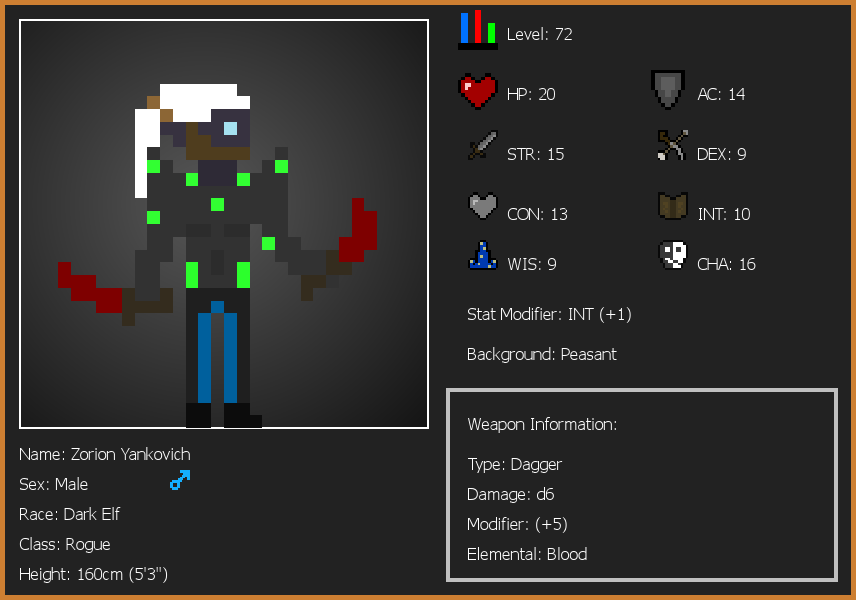 Level: 72
HP: 20
AC: 14
STR: 15
DEX: 9
CON: 13
INT: 10
WIS: 9
CHA: 16
Stat Modifier: INT (+1)
Background: Peasant
Weapon Information:
Type: Dagger
Damage: d6
Modifier: (+5)
Elemental: Blood
Name: Zorion Yankovich
Sex: Male
Race: Dark Elf
Class: Rogue
Height: 160cm (5'3")